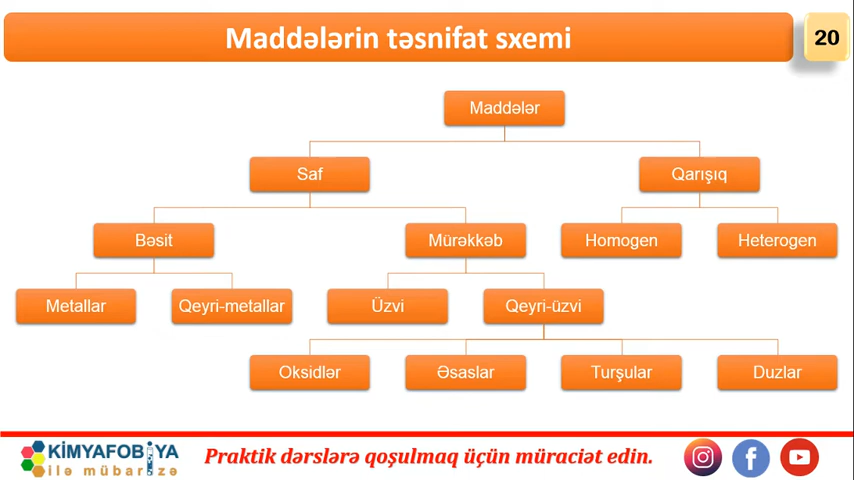 Maddələrin təsnifat sxemi
20
Maddələr
Saf
Qarışıq
Bəsit
Mürəkkəb
Homogen
Heterogen
Metallar
Qeyri-metallar
Üzvi
Qeyri-üzvi
Oksidlər
Əsaslar
Turşular
Duzlar
KİMYAFOBİYA
ilə mübarizə
Praktik dərslərə qoşulmaq üçün müraciət edin.